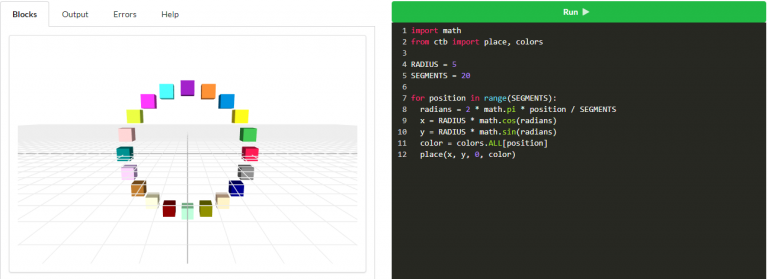 Blocks Output Errors Help
Run
1 import math
2 from ctb import place, colors
3
4 RADIUS = 5
5 SEGMENTS = 20
6
7 for position in range(SEGMENTS):
8 radians = 2 * math.pi * position / SEGMENTS
9 x = RADIUS * math.cos(radians)
10 y = RADIUS * math.sin(radians)
11 color = colors.ALL[position]
12 place(x, y, 0, color)